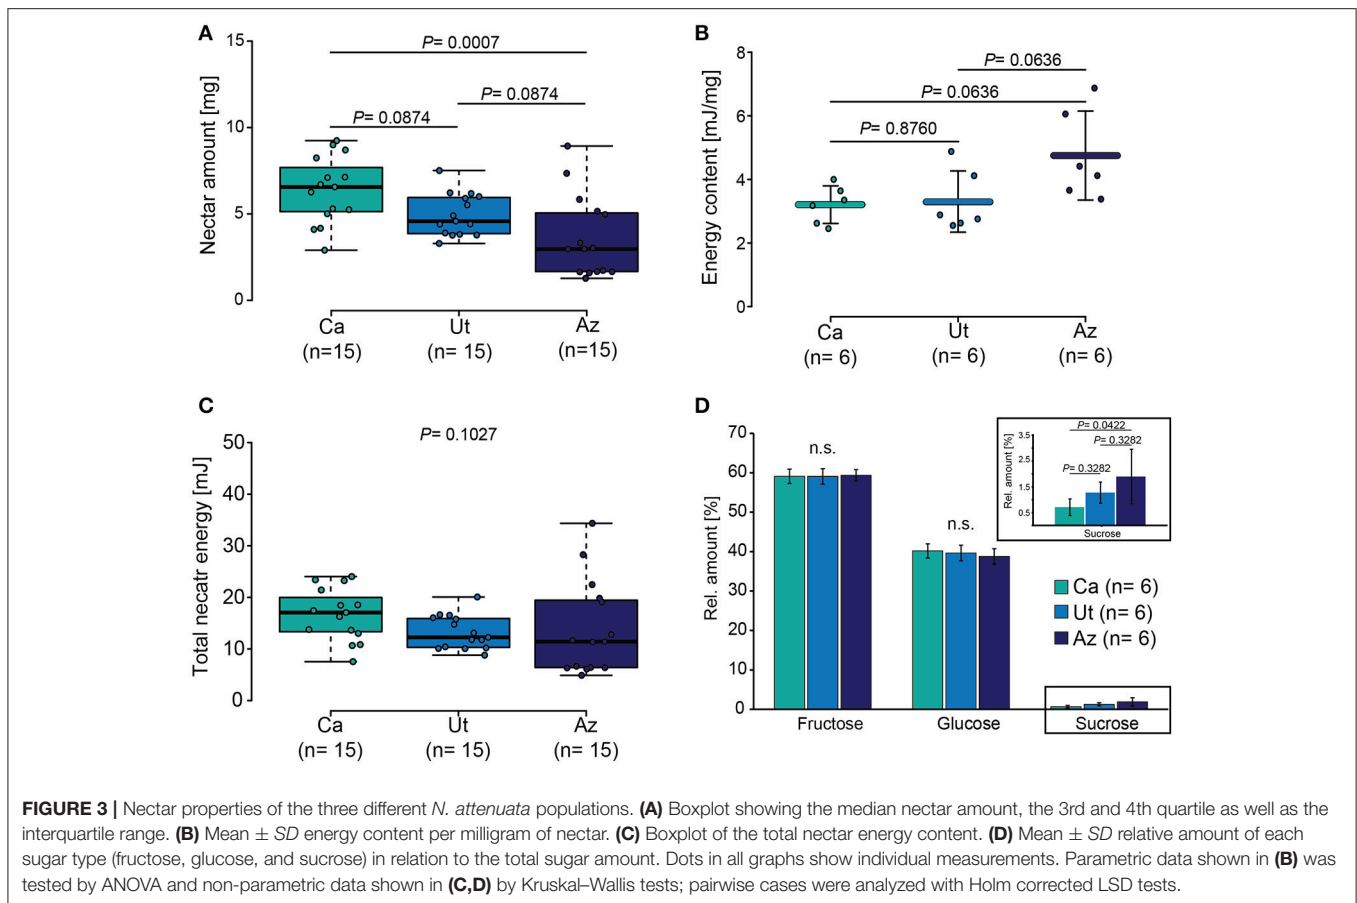 A
Nectar amount [mg]
15
10
5
0
P= 0.0007
P= 0.0874
P= 0.0874
Ca
(n=15)
Ut
(n= 15)
Az
(n=15)
B
Energy content [mJ/mg]
8
6
4
2
0
P= 0.0636
P= 0.0636
P= 0.8760
Ca
(n= 6)
Ut
(n= 6)
Az
(n= 6)
C
Total necatr energy [mJ]
50
40
30
20
10
0
P= 0.1027
Ca
(n= 15)
Ut
(n= 15)
Az
(n= 15)
D
Rel. amount [%]
70
60
50
40
30
20
10
0
n.s.
n.s.
Fructose
Glucose
Sucrose
Rel. amount [%]
3.5
2.5
1.5
0.5
P= 0.0422
P= 0.3282
P= 0.3282
Sucrose
Ca (n= 6)
Ut (n= 6)
Az (n= 6)
FIGURE 3 | Nectar properties of the three different N. attenuata populations. (A) Boxplot showing the median nectar amount, the 3rd and 4th quartile as well as the
interquartile range. (B) Mean ± SD energy content per milligram of nectar. (C) Boxplot of the total nectar energy content. (D) Mean ± SD relative amount of each
sugar type (fructose, glucose, and sucrose) in relation to the total sugar amount. Dots in all graphs show individual measurements. Parametric data shown in (B) was
tested by ANOVA and non-parametric data shown in (C,D) by Kruskal–Wallis tests; pairwise cases were analyzed with Holm corrected LSD tests.